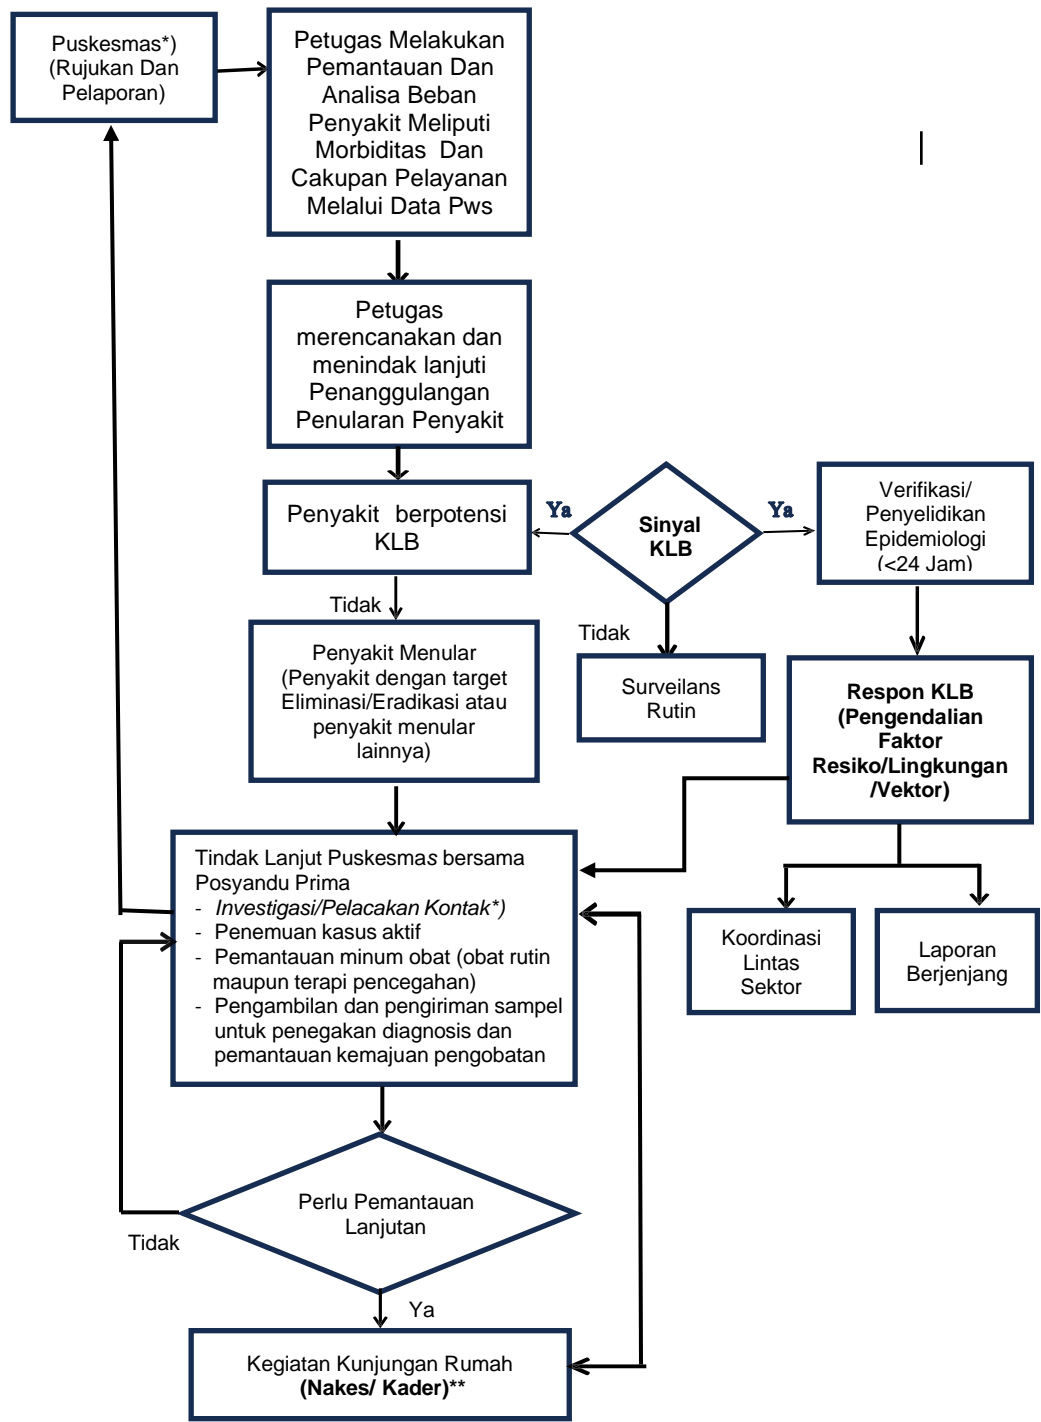 Puskesmas*)
(Rujukan Dan
Pelaporan)
Petugas Melakukan
Pemantauan Dan
Analisa Beban
Penyakit Meliputi
Morbiditas Dan
Cakupan Pelayanan
Melalui Data Pws
Petugas
merencanakan dan
menindak lanjuti
Penanggulangan
Penularan Penyakit
Penyakit berpotensi
KLB
Ya
Sinyal
KLB
Ya
Verifikasi/
Penyelidikan
Epidemiologi
(<24 Jam)
Tidak
Tidak
Penyakit Menular
(Penyakit dengan target
Eliminasi/Eradikasi atau
penyakit menular
lainnya)
Surveilans
Rutin
Respon KLB
(Pengendalian
Faktor
Resiko/Lingkungan
/Vektor)
Tindak Lanjut Puskesmas bersama
Posyandu Prima
- Investigasi/Pelacakan Kontak*)
- Penemuan kasus aktif
- Pemantauan minum obat (obat rutin
maupun terapi pencegahan)
- Pengambilan dan pengiriman sampel
untuk penegakan diagnosis dan
pemantauan kemajuan pengobatan
Koordinasi
Lintas
Sektor
Laporan
Berjenjang
Perlu Pemantauan
Lanjutan
Tidak
Ya
Kegiatan Kunjungan Rumah
(Nakes/ Kader)**